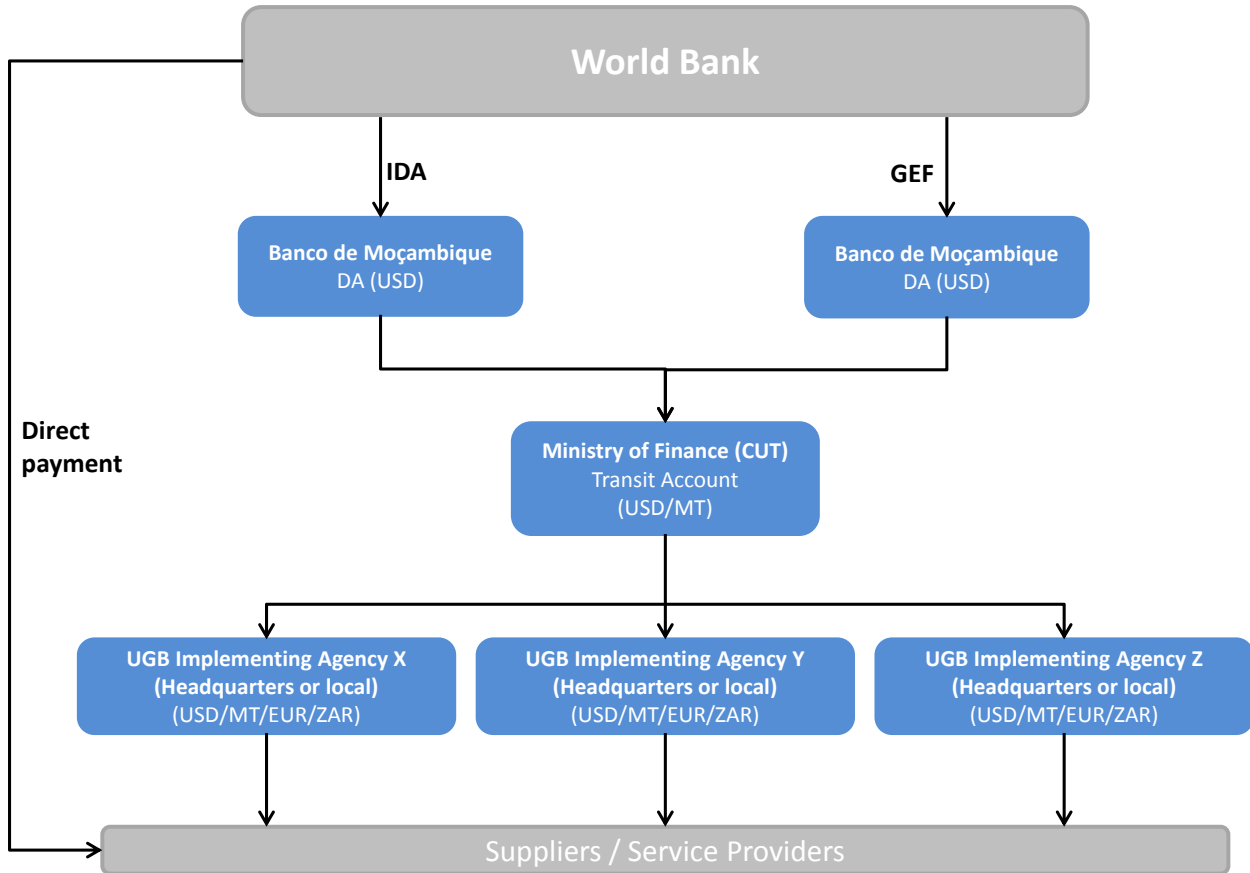 World Bank
IDA
GEF
Banco de Moçambique
DA (USD)
Banco de Moçambique
DA (USD)
Direct
payment
Ministry of Finance (CUT)
Transit Account
(USD/MT)
UGB Implementing Agency X
(Headquarters or local)
(USD/MT/EUR/ZAR)
UGB Implementing Agency Y
(Headquarters or local)
(USD/MT/EUR/ZAR)
UGB Implementing Agency Z
(Headquarters or local)
(USD/MT/EUR/ZAR)
Suppliers / Service Providers